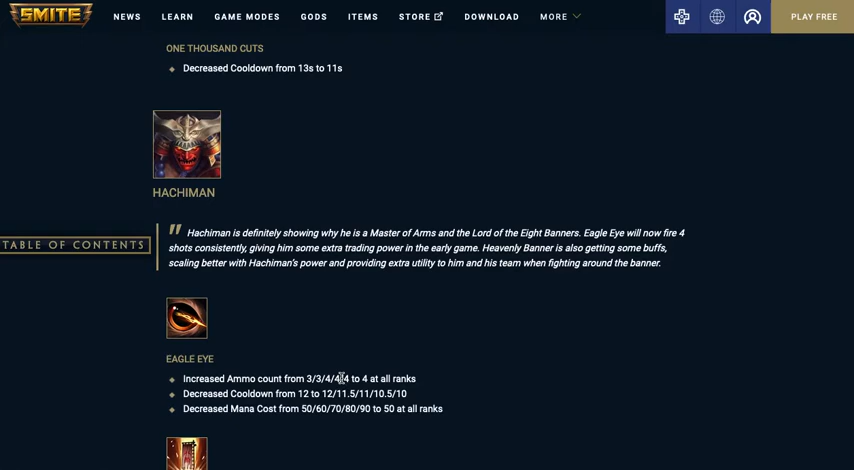 SMITE NEWS LEARN GAME MODES GODS ITEMS STORE DOWNLOAD MORE PLAY FREE
ONE THOUSAND CUTS
Decreased Cooldown from 13s to 11s
HACHIMAN
TABLE OF CONTENTS
" Hachiman is definitely showing why he is a Master of Arms and the Lord of the Eight Banners. Eagle Eye will now fire 4
shots consistently, giving him some extra trading power in the early game. Heavenly Banner is also getting some buffs,
scaling better with Hachiman's power and providing extra utility to him and his team when fighting around the banner.
EAGLE EYE
Increased Ammo count from 3/3/4/4/4 to 4 at all ranks
Decreased Cooldown from 12 to 12/11.5/11/10.5/10
Decreased Mana Cost from 50/60/70/80/90 to 50 at all ranks